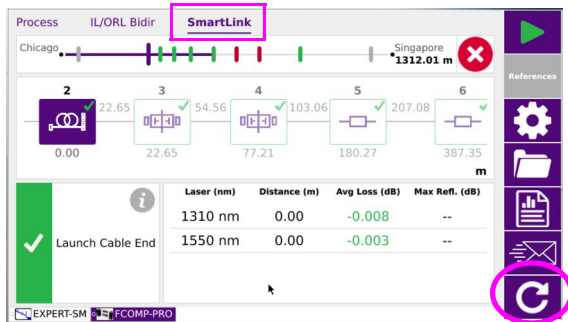 Process IL/ORL Bidir SmartLink
Chicago Singapore
1312.01 m
References
2 3 4 5 6
22.65 54.56 103.06 207.08
0.00 22.65 77.21 180.27 387.35
m
Laser (nm) Distance (m) Avg Loss (dB) Max Refl. (dB)
1310 nm 0.00 -0.008 --
Launch Cable End
1550 nm 0.00 -0.003 --
EXPERT-SM FCOMP-PRO